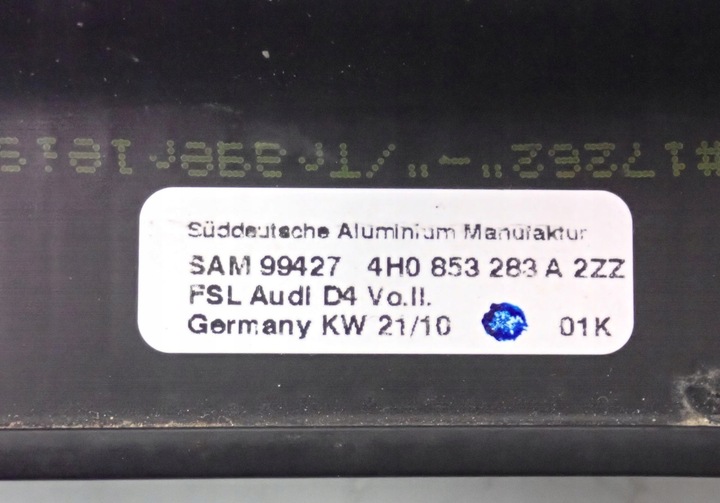 Süddeutsche Aluminium Manufaktur
SAM 99427 4H0 853 283 A 2ZZ
FSL Audi D4 Vo.li.
Germany KW 21/10 01K